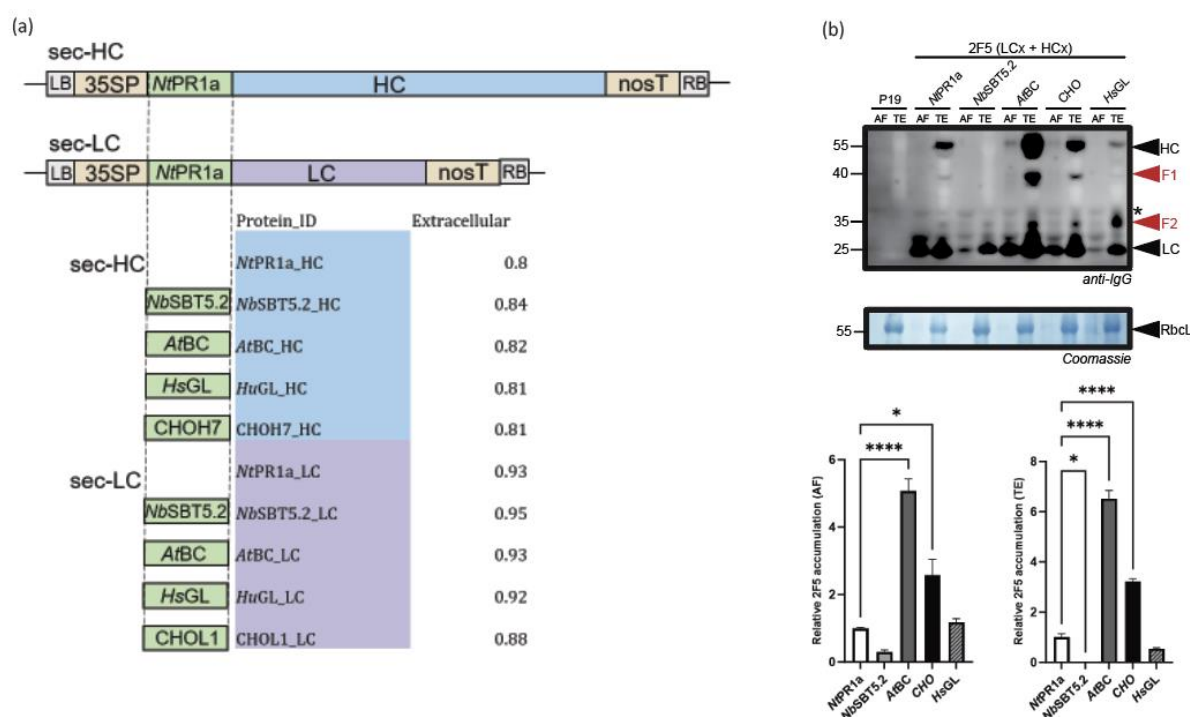 (a)
sec-HC
LB 35SP NtPR1a HC nosT RB
sec-LC
LB 35SP NtPR1a LC nosT RB
Protein_ID Extracellular
sec-HC
NtPR1a_HC 0.8
NbSBT5.2 NbSBT5.2_HC 0.84
AtBC AtBC_HC 0.82
HsGL HuGL_HC 0.81
CHOH7 CHOH7_HC 0.81
sec-LC
NtPR1a_LC 0.93
NbSBT5.2 NbSBT5.2_LC 0.95
AtBC AtBC_LC 0.93
HsGL HuGL_LC 0.92
CHOL1 CHOL1_LC 0.88
(b)
2F5 (LCx + HCx)
P19 NtPR1a NbSBT5.2 AtBC CHO HsGL
AF TE AF TE AF TE AF TE AF TE AF TE
55 HC
40 F1
*
35 F2
25 LC
anti-IgG
55 RbcL
Coomassie
Relative 2F5 accumulation (AF)
6
4
2
0
*
****
NtPR1a NbSBT5.2 AtBC CHO HsGL
Relative 2F5 accumulation (TE)
8
6
4
2
0
****
****
*
NtPR1a NbSBT5.2 AtBC CHO HsGL